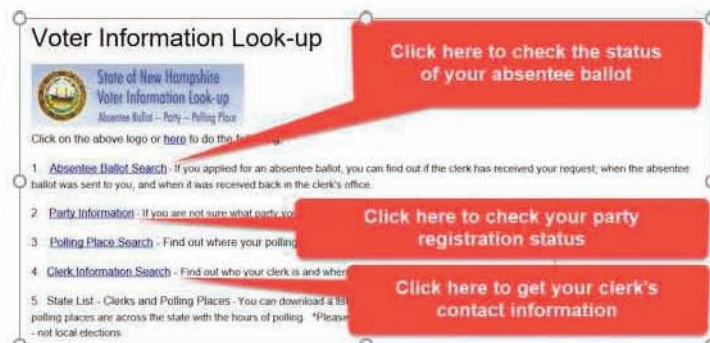 Voter Information Look-up
State of New Hampshire
Voter Information Look-up
Absentee Ballot – Party – Polling Place
Click here to check the status
of your absentee ballot
Click on the above logo or here to do the
1 Absentee Ballot Search - If you applied for an absentee ballot, you can find out if the clerk has received your request, when the absentee
ballot was sent to you, and when it was received back in the clerk's office.
2 Party Information - If you are not sure what party
Click here to check your party
registration status
3 Polling Place Search - Find out where your polling
4 Clerk Information Search - Find out who your clerk is and where
Click here to get your clerk's
contact information
5 State List - Clerks and Polling Places - You can download a list
polling places are across the state with the hours of polling. *Please
- not local elections